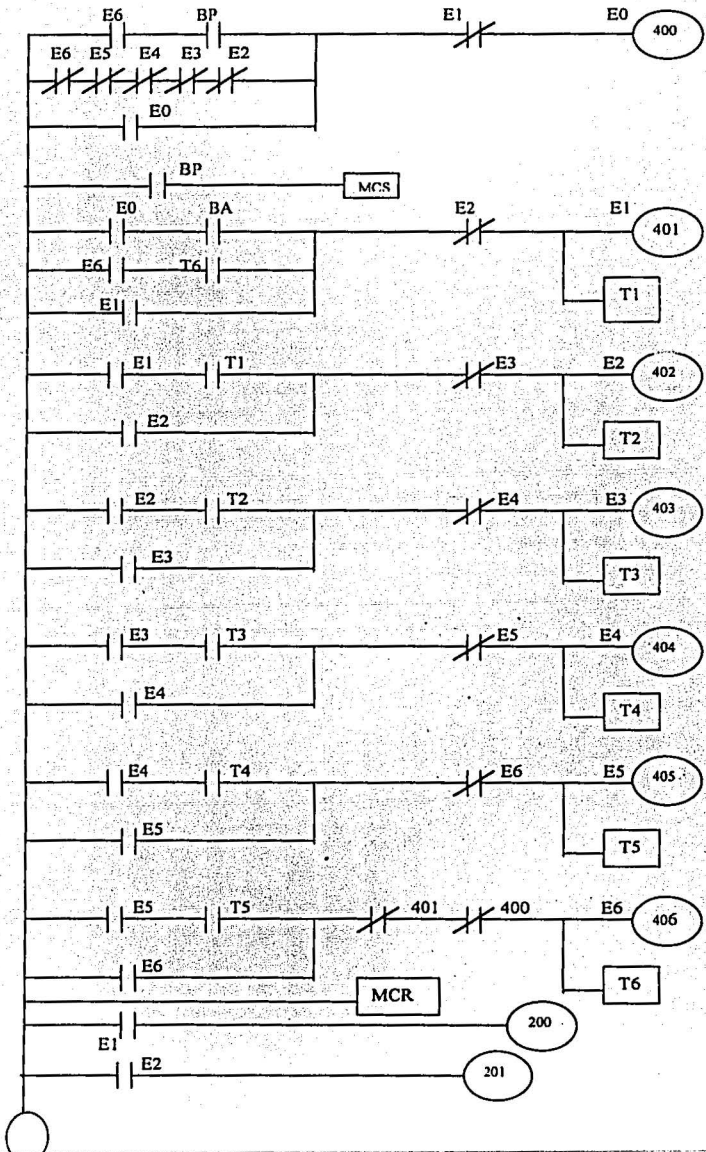 E6 BP E1 E0 400
E6 E5 E4 E3 E2
E0
BP MCS
E0 BA E2 E1 401
E6 T6 T1
E1
E1 T1 E3 E2 402
E2 T2
E2 T2 E4 E3 403
E3 T3
E3 T3 E5 E4 404
E4 T4
E4 T4 E6 E5 405
E5 T5
E5 T5 401 400 E6 406
E6 T6
MCR
E1 200
E2 201